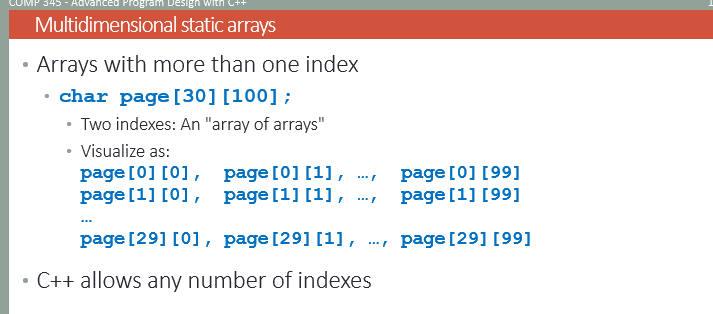 COMP 345 - Advanced Program Design with C++
Multidimensional static arrays
• Arrays with more than one index
• char page[30][100];
• Two indexes: An "array of arrays"
• Visualize as:
page[0][0], page[0][1], …, page[0][99]
page[1][0], page[1][1], …, page[1][99]
…
page[29][0], page[29][1], …, page[29][99]
• C++ allows any number of indexes